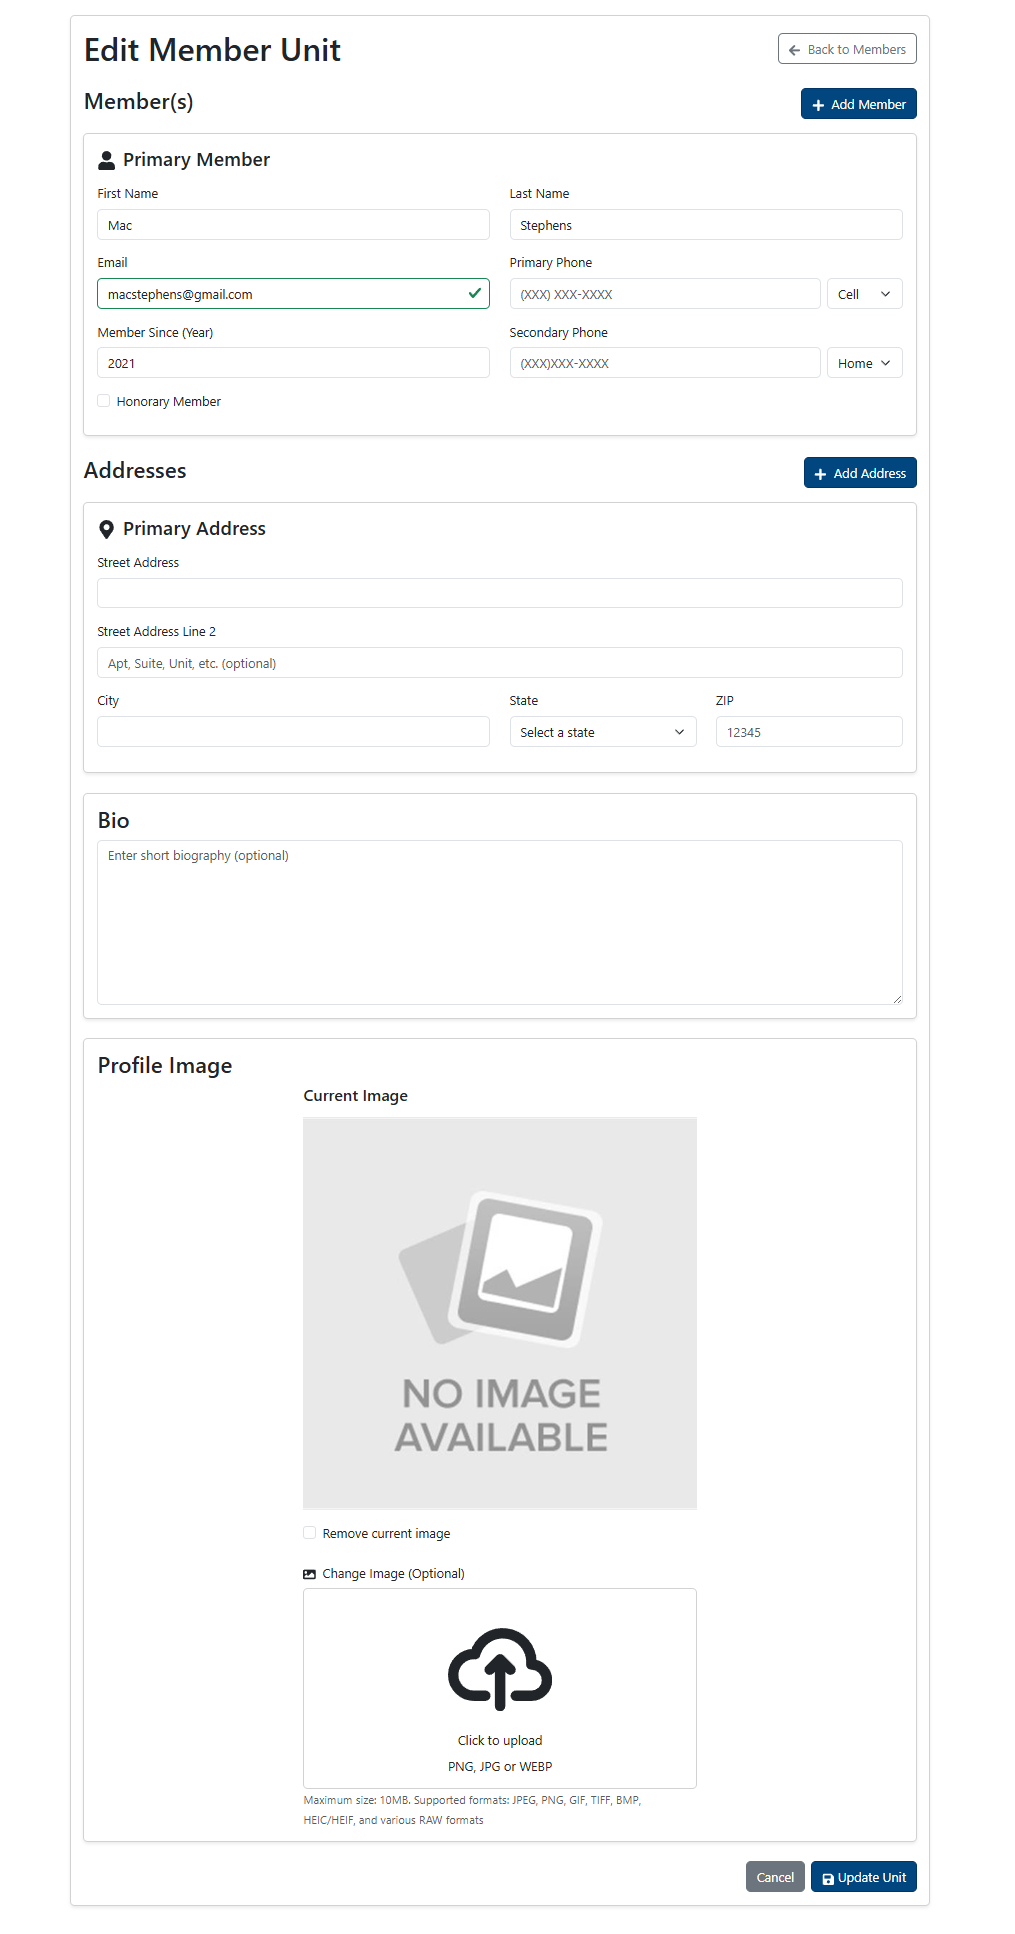 Edit Member Unit
Back to Members
Member(s)
Add Member
Primary Member
First Name
Last Name
Mac
Stephens
Email
Primary Phone
macstephens@gmail.com
(XXX) XXX-XXXX
Cell
Member Since (Year)
Secondary Phone
2021
(XXX)XXX-XXXX
Home
Honorary Member
Addresses
Add Address
Primary Address
Street Address
Street Address Line 2
Apt, Suite, Unit, etc. (optional)
City
State
ZIP
Select a state
12345
Bio
Enter short biography (optional)
Profile Image
Current Image
NO IMAGE
AVAILABLE
Remove current image
Change Image (Optional)
Click to upload
PNG, JPG or WEBP
Maximum size: 10MB. Supported formats: JPEG, PNG, GIF, TIFF, BMP,
HEIC/HEIF, and various RAW formats
Cancel
Update Unit